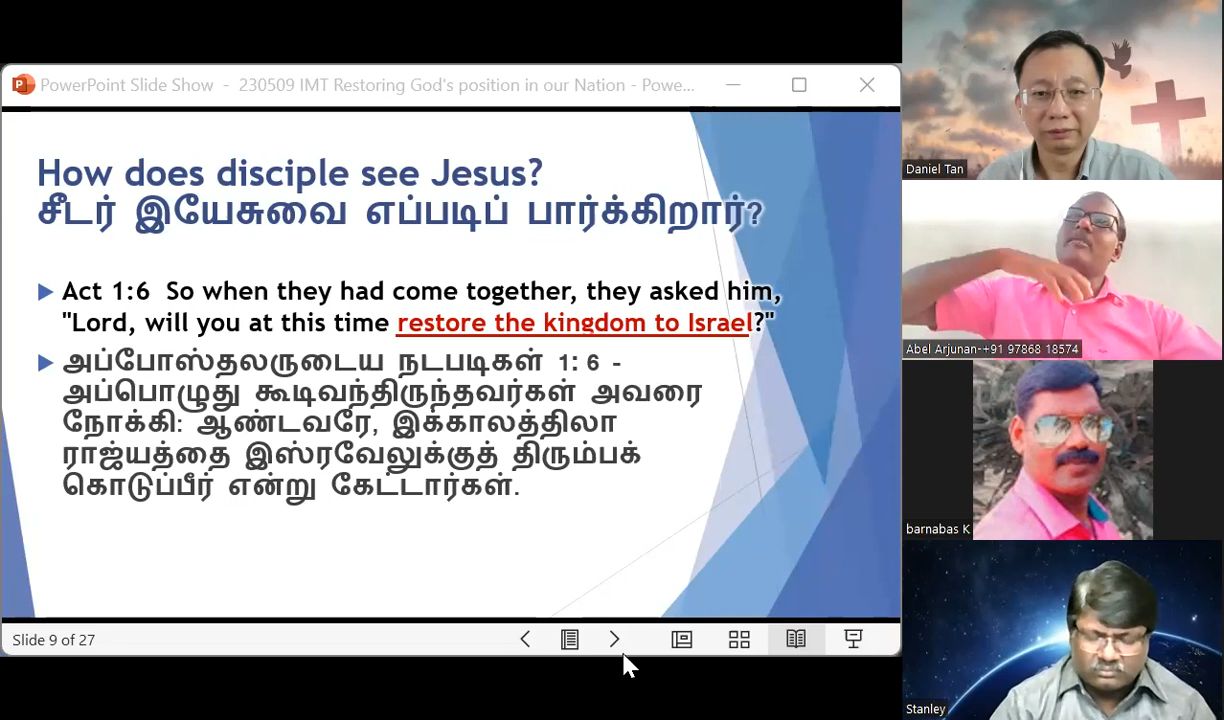 PowerPoint Slide Show - 230509 IMT Restoring God's position in our Nation - Powe...
How does disciple see Jesus?
சீடர் இயேசுவை எப்படிப் பார்க்கிறார்?
Act 1:6 So when they had come together, they asked him,
"Lord, will you at this time restore the kingdom to Israel?"
அப்போஸ்தலருடைய நடபடிகள் 1: 6 -
அப்பொழுது கூடிவந்திருந்தவர்கள் அவரை
நோக்கி: ஆண்டவரே, இக்காலத்திலா
ராஜ்யத்தை இஸ்ரவேலுக்குத் திரும்பக்
கொடுப்பீர் என்று கேட்டார்கள்.
Slide 9 of 27
Daniel Tan
Abel Arjunan-+91 97868 18574
barnabas K
Stanley